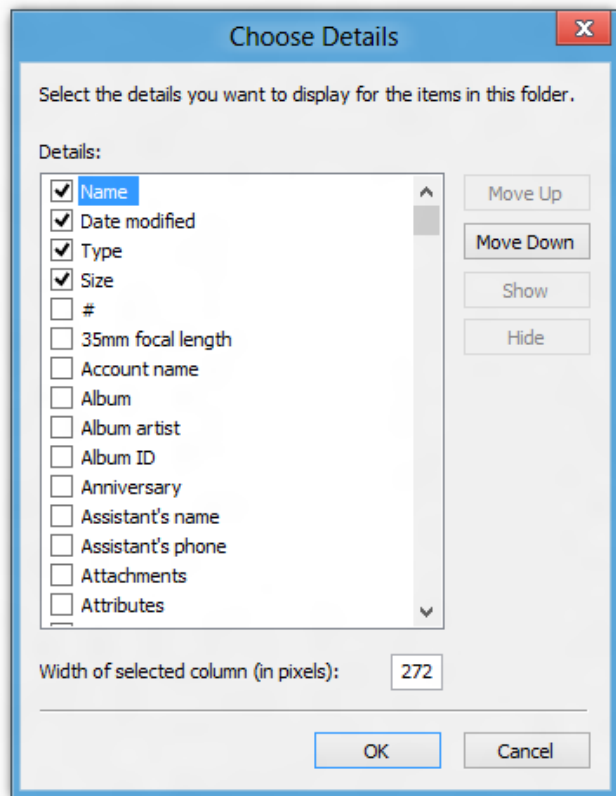 Choose Details
Select the details you want to display for the items in this folder.
Details:
Name
Date modified
Type
Size
#
35mm focal length
Account name
Album
Album artist
Album ID
Anniversary
Assistant's name
Assistant's phone
Attachments
Attributes
Move Up
Move Down
Show
Hide
Width of selected column (in pixels): 272
OK Cancel